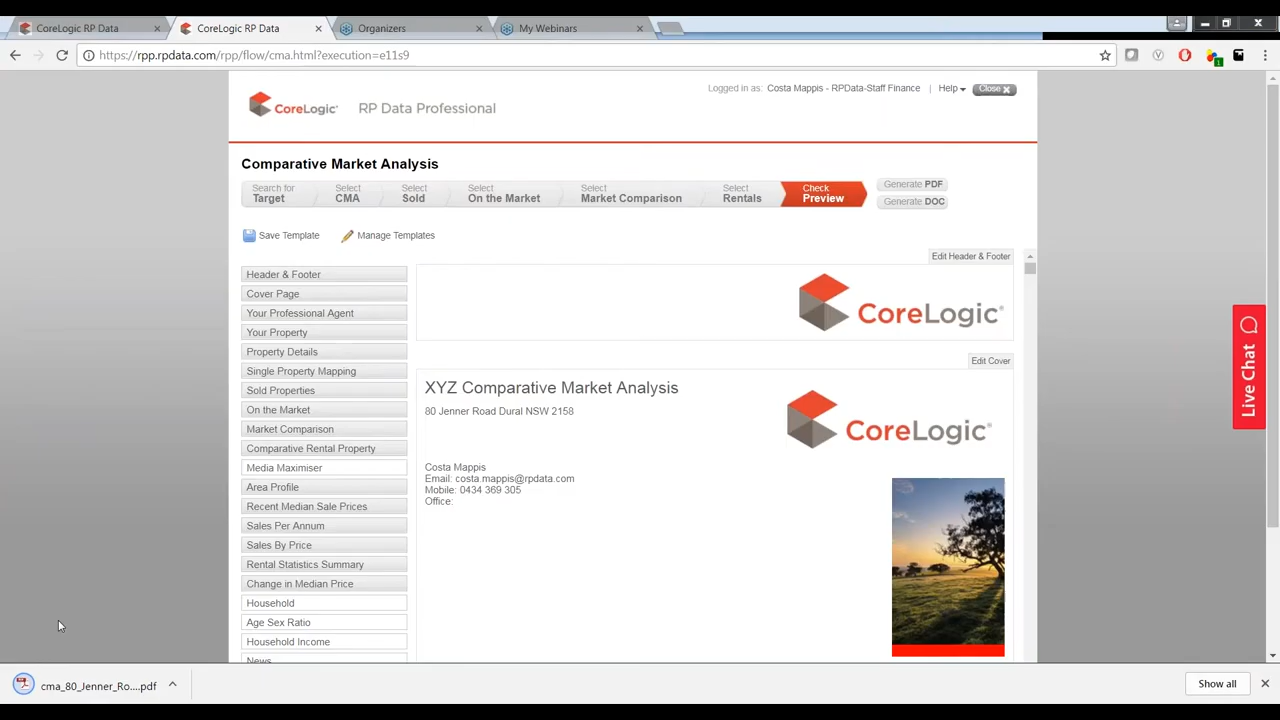 CoreLogic RP Data
CoreLogic RP Data
Organizers
My Webinars
https://rpp.rpdata.com/rpp/flow/cma.html?execution=e11s9
Logged in as: Costa Mappis - RPData-Staff Finance | Help Close
CoreLogic RP Data Professional
Comparative Market Analysis
Search for Target
Select CMA
Select Sold
Select On the Market
Select Market Comparison
Select Rentals
Check Preview
Generate PDF
Generate DOC
Save Template
Manage Templates
Edit Header & Footer
Header & Footer
Cover Page
Your Professional Agent
Your Property
Property Details
Single Property Mapping
Sold Properties
On the Market
Market Comparison
Comparative Rental Property
Media Maximiser
Area Profile
Recent Median Sale Prices
Sales Per Annum
Sales By Price
Rental Statistics Summary
Change in Median Price
Household
Age Sex Ratio
Household Income
News
CoreLogic
Edit Cover
XYZ Comparative Market Analysis
80 Jenner Road Dural NSW 2158
CoreLogic
Costa Mappis
Email: costa.mappis@rpdata.com
Mobile: 0434 369 305
Office:
Live Chat
cma_80_Jenner_Ro....pdf
Show all